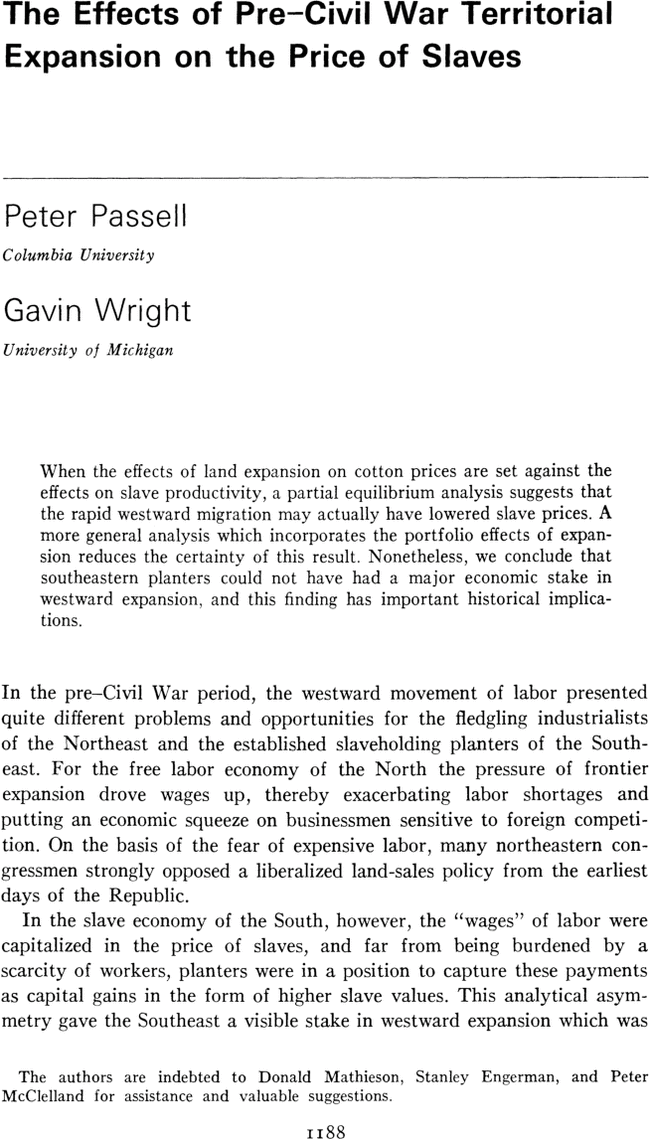 The Effects of Pre–Civil War Territorial
Expansion on the Price of Slaves
Peter Passell
Columbia University
Gavin Wright
University of Michigan
When the effects of land expansion on cotton prices are set against the
effects on slave productivity, a partial equilibrium analysis suggests that
the rapid westward migration may actually have lowered slave prices. A
more general analysis which incorporates the portfolio effects of expan-
sion reduces the certainty of this result. Nonetheless, we conclude that
southeastern planters could not have had a major economic stake in
westward expansion, and this finding has important historical implica-
tions.
In the pre–Civil War period, the westward movement of labor presented
quite different problems and opportunities for the fledgling industrialists
of the Northeast and the established slaveholding planters of the South-
east. For the free labor economy of the North the pressure of frontier
expansion drove wages up, thereby exacerbating labor shortages and
putting an economic squeeze on businessmen sensitive to foreign competi-
tion. On the basis of the fear of expensive labor, many northeastern con-
gressmen strongly opposed a liberalized land-sales policy from the earliest
days of the Republic.
In the slave economy of the South, however, the “wages” of labor were
capitalized in the price of slaves, and far from being burdened by a
scarcity of workers, planters were in a position to capture these payments
as capital gains in the form of higher slave values. This analytical asym-
metry gave the Southeast a visible stake in westward expansion which was
The authors are indebted to Donald Mathieson, Stanley Engerman, and Peter
McClelland for assistance and valuable suggestions.
1188